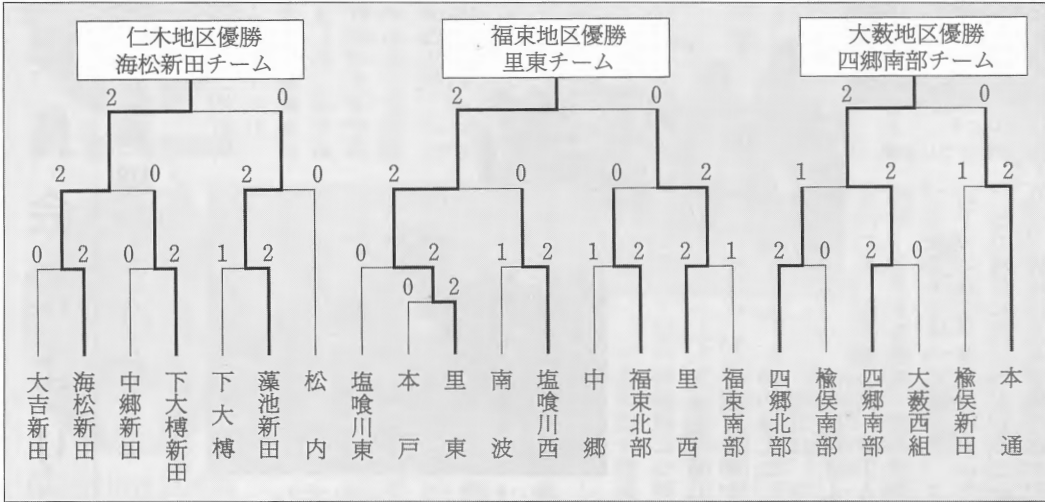 仁木地区優勝
海松新田チーム
福束地区優勝
里東チーム
大薮地区優勝
四郷南部チーム
2 0 2 0 2 0
2 0 2 0 2 0 0 2 1 2 1 2
0 2 0 2 1 2 0 2 1 2 1 2 2 1 2 0 2 0
0 2
大吉新田
海松新田
中郷新田
下大榑新田
下大榑
藻池新田
松内
塩喰川東
本戸
里東
南波
塩喰川西
中郷
福束北部
里西
福束南部
四郷北部
楡俣南部
四郷南部
大薮西組
楡俣新田
本通